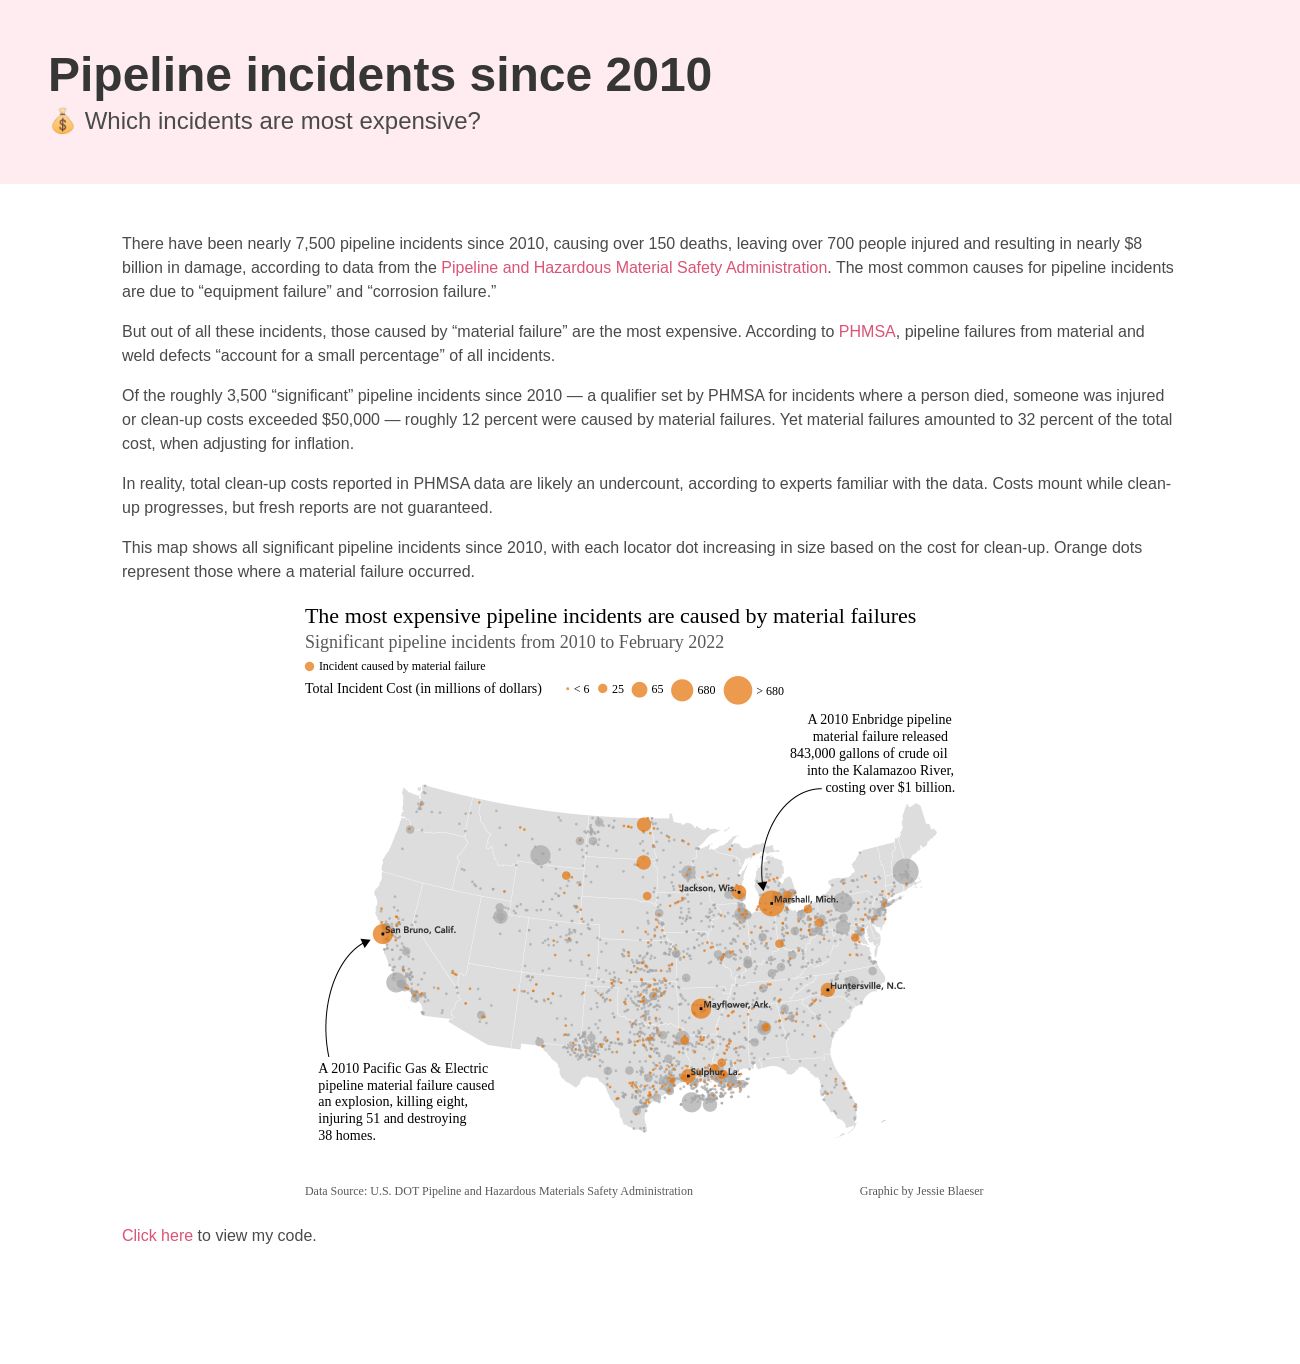 Pipeline incidents since 2010
💰 Which incidents are most expensive?
There have been nearly 7,500 pipeline incidents since 2010, causing over 150 deaths, leaving over 700 people injured and resulting in nearly $8
billion in damage, according to data from the Pipeline and Hazardous Material Safety Administration. The most common causes for pipeline incidents
are due to “equipment failure” and “corrosion failure.”
But out of all these incidents, those caused by “material failure” are the most expensive. According to PHMSA, pipeline failures from material and
weld defects “account for a small percentage” of all incidents.
Of the roughly 3,500 “significant” pipeline incidents since 2010 — a qualifier set by PHMSA for incidents where a person died, someone was injured
or clean-up costs exceeded $50,000 — roughly 12 percent were caused by material failures. Yet material failures amounted to 32 percent of the total
cost, when adjusting for inflation.
In reality, total clean-up costs reported in PHMSA data are likely an undercount, according to experts familiar with the data. Costs mount while clean-
up progresses, but fresh reports are not guaranteed.
This map shows all significant pipeline incidents since 2010, with each locator dot increasing in size based on the cost for clean-up. Orange dots
represent those where a material failure occurred.
The most expensive pipeline incidents are caused by material failures
Significant pipeline incidents from 2010 to February 2022
Incident caused by material failure
Total Incident Cost (in millions of dollars) < 6 25 65 680 > 680
A 2010 Enbridge pipeline
material failure released
843,000 gallons of crude oil
into the Kalamazoo River,
costing over $1 billion.
Jackson, Wis.
Marshall, Mich.
San Bruno, Calif.
Huntersville, N.C.
Mayflower, Ark.
Sulphur, La.
A 2010 Pacific Gas & Electric
pipeline material failure caused
an explosion, killing eight,
injuring 51 and destroying
38 homes.
Data Source: U.S. DOT Pipeline and Hazardous Materials Safety Administration
Graphic by Jessie Blaeser
Click here to view my code.